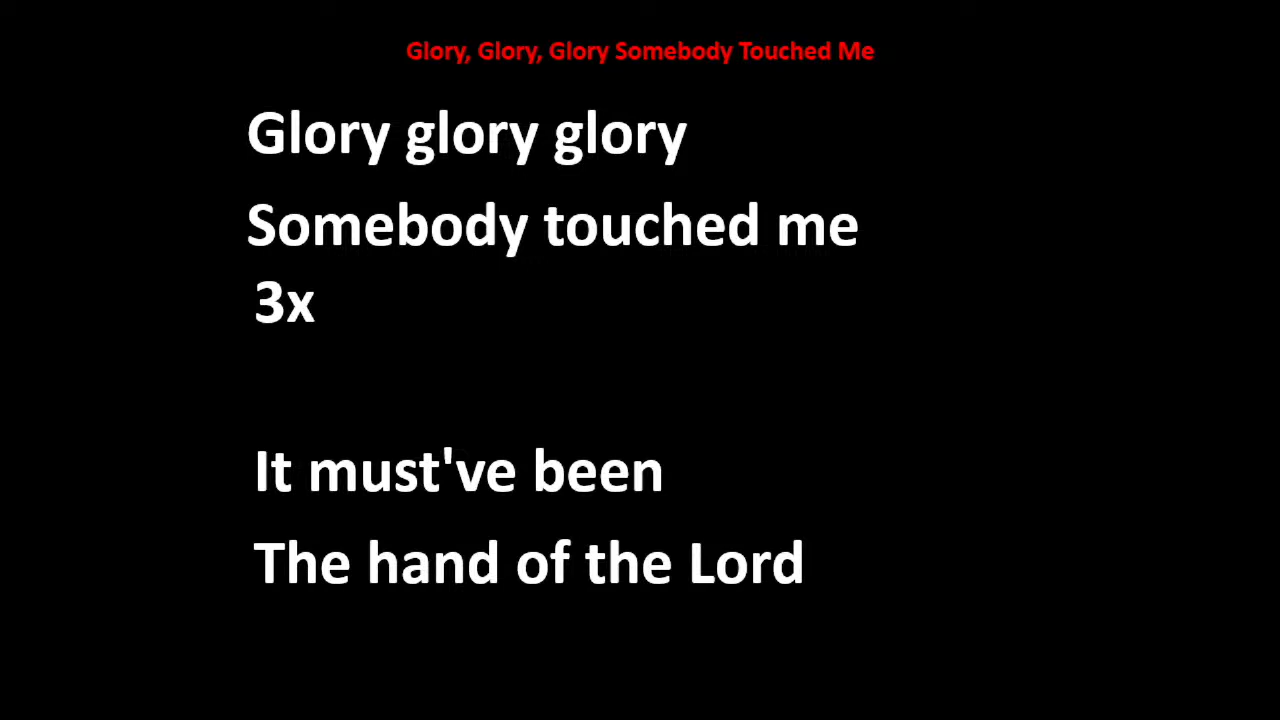 Glory, Glory, Glory Somebody Touched Me
Glory glory glory
Somebody touched me
3x
It must've been
The hand of the Lord